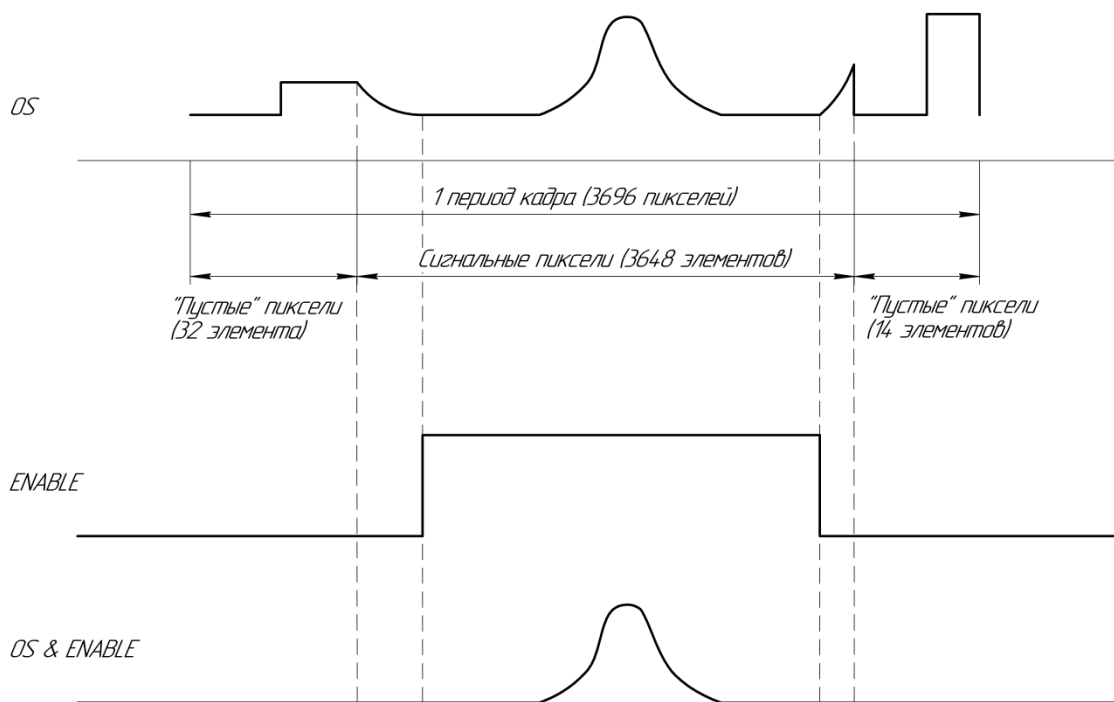 OS
1 период кадра (3696 пикселей)
Сигнальные пиксели (3648 элементов)
"Пустые" пиксели
(32 элемента)
"Пустые" пиксели
(14 элементов)
ENABLE
OS & ENABLE